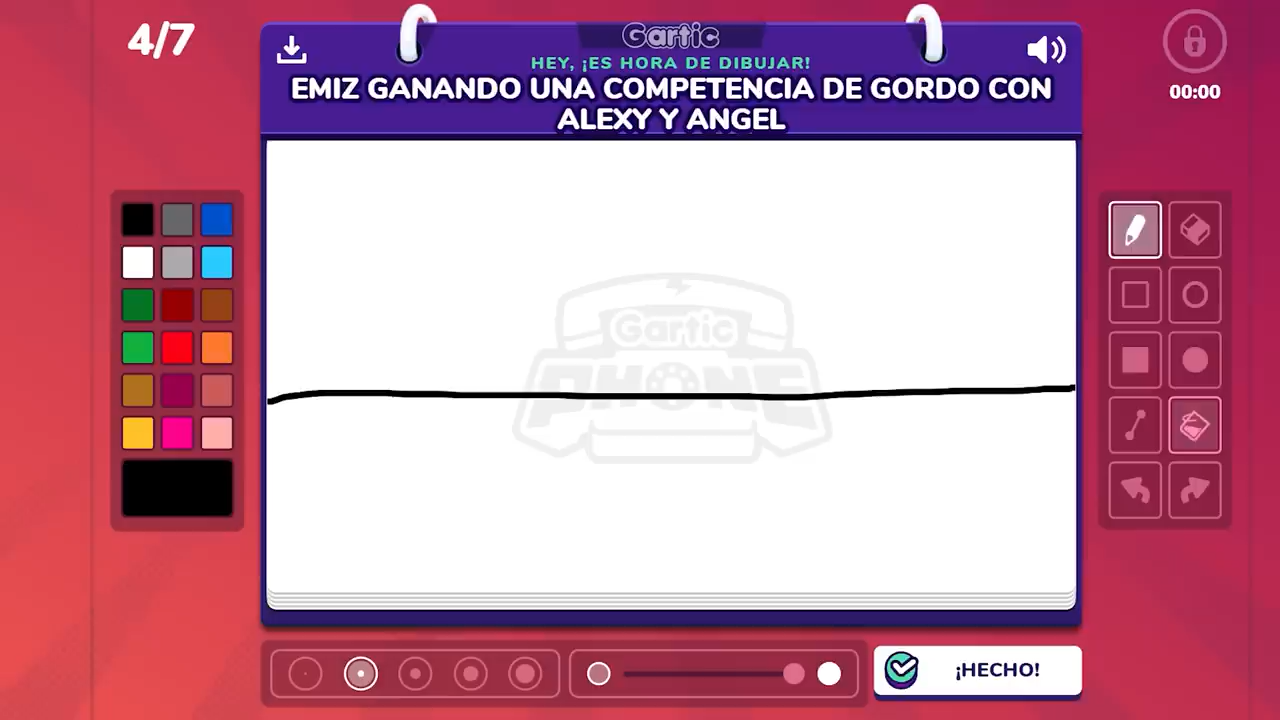 4/7
Gartic
HEY, ¡ES HORA DE DIBUJAR!
EMIZ GANANDO UNA COMPETENCIA DE GORDO CON
ALEXY Y ANGEL
00:00
Gartic
PHONE
¡HECHO!